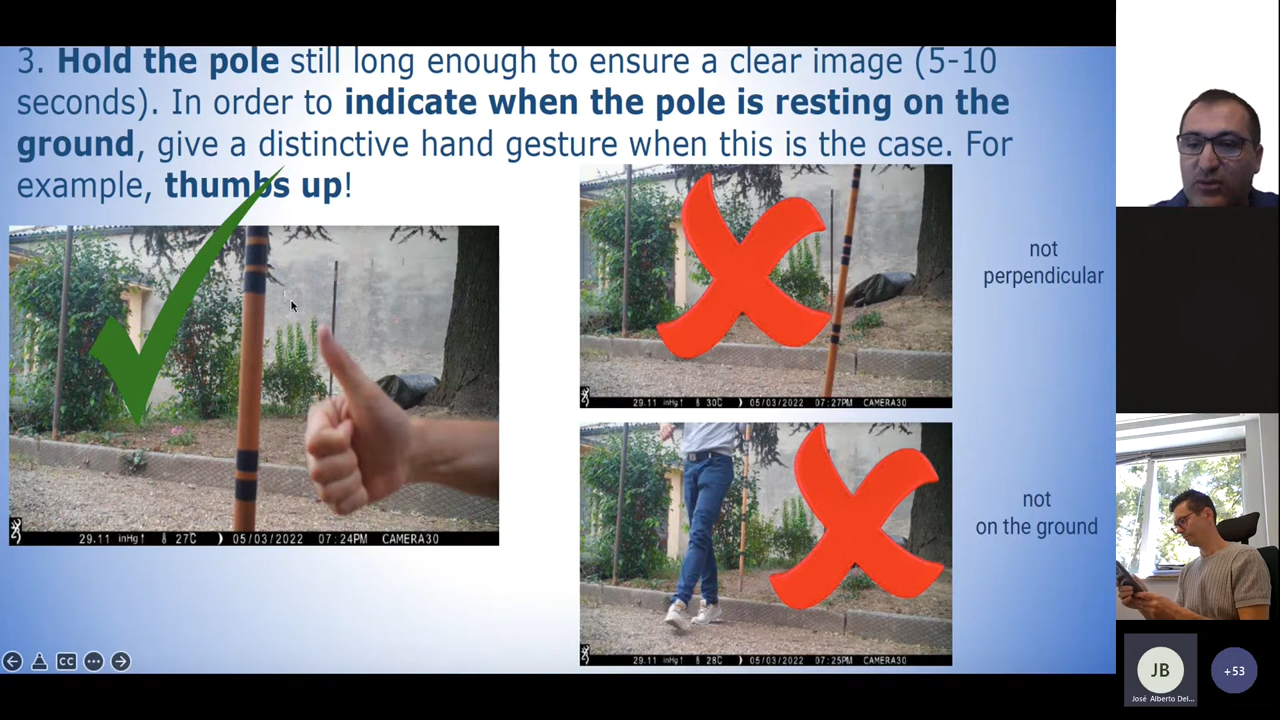 3. Hold the pole still long enough to ensure a clear image (5-10
seconds). In order to indicate when the pole is resting on the
ground, give a distinctive hand gesture when this is the case. For
example, thumbs up!
29.11 inHg↑ 27C ) 05/03/2022 07:24PM CAMERA30
29.11 inHg↑ 30C ) 05/03/2022 07:27PM CAMERA30
not
perpendicular
29.11 inHg↑ 28C ) 05/03/2022 07:25PM CAMERA30
not
on the ground
CC
JB
José Alberto Del...
+53